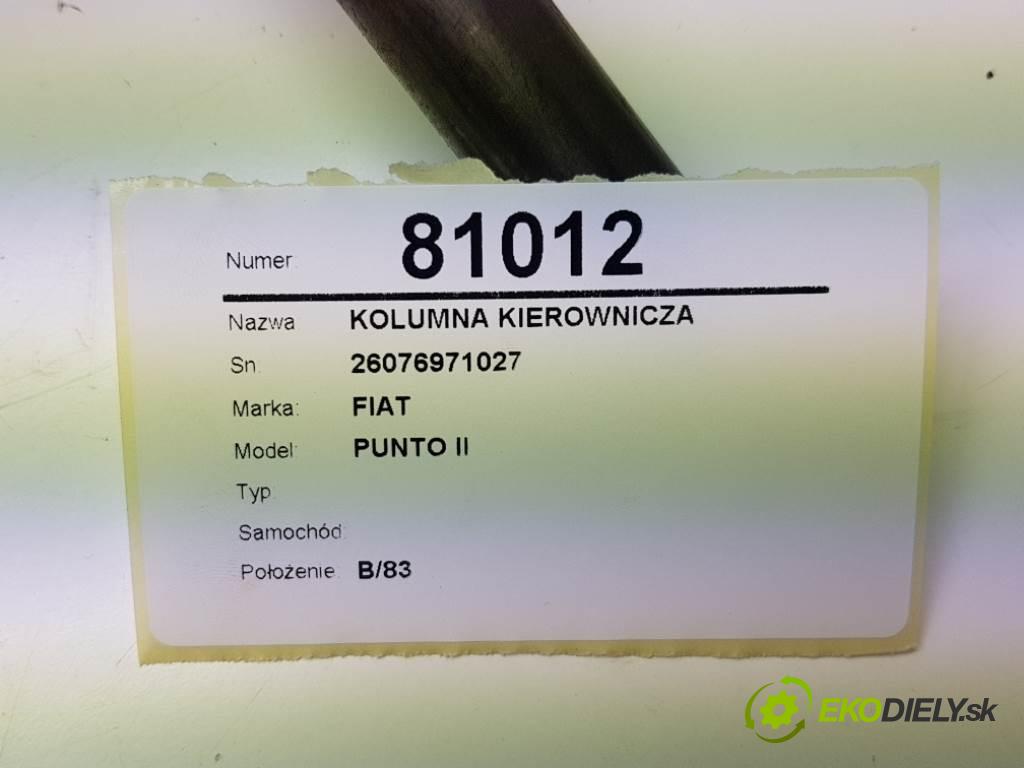 Numer: 81012
Nazwa KOLUMNA KIEROWNICZA
Sn: 26076971027
Marka: FIAT
Model: PUNTO II
Typ
Samochód:
Położenie: B/83
EKODIELY.sk